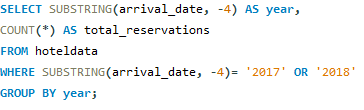 SELECT SUBSTRING(arrival_date, -4) AS year,
COUNT(*) AS total_reservations
FROM hoteldata
WHERE SUBSTRING(arrival_date, -4)= '2017' OR '2018'
GROUP BY year;